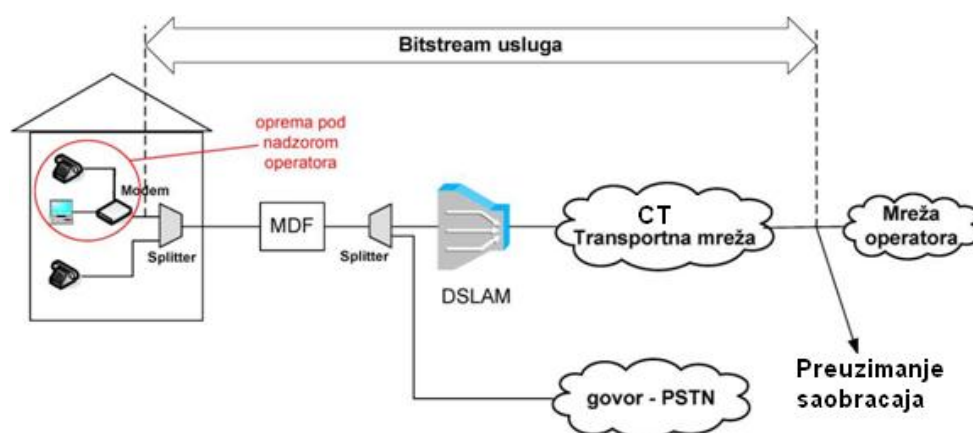 Bitstream usluga
oprema pod
nadzorom
operatora
Modem
Splitter
MDF
Splitter
DSLAM
CT
Transportna mreža
Mreža
operatora
Preuzimanje
saobracaja
govor - PSTN